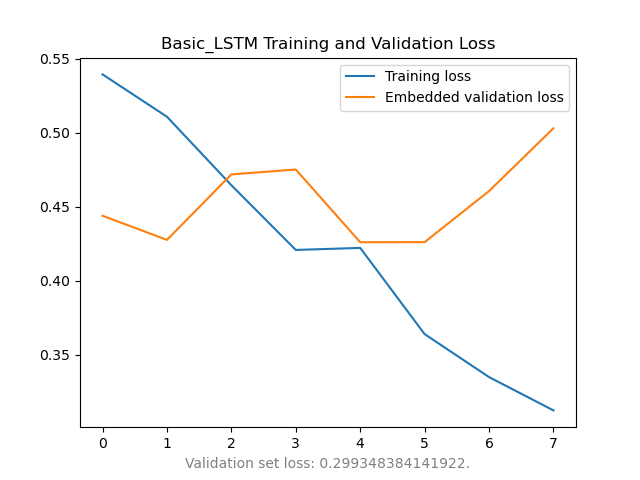 Basic_LSTM Training and Validation Loss
Training loss
Embedded validation loss
0.55
0.50
0.45
0.40
0.35
0 1 2 3 4 5 6 7
Validation set loss: 0.299348384141922.